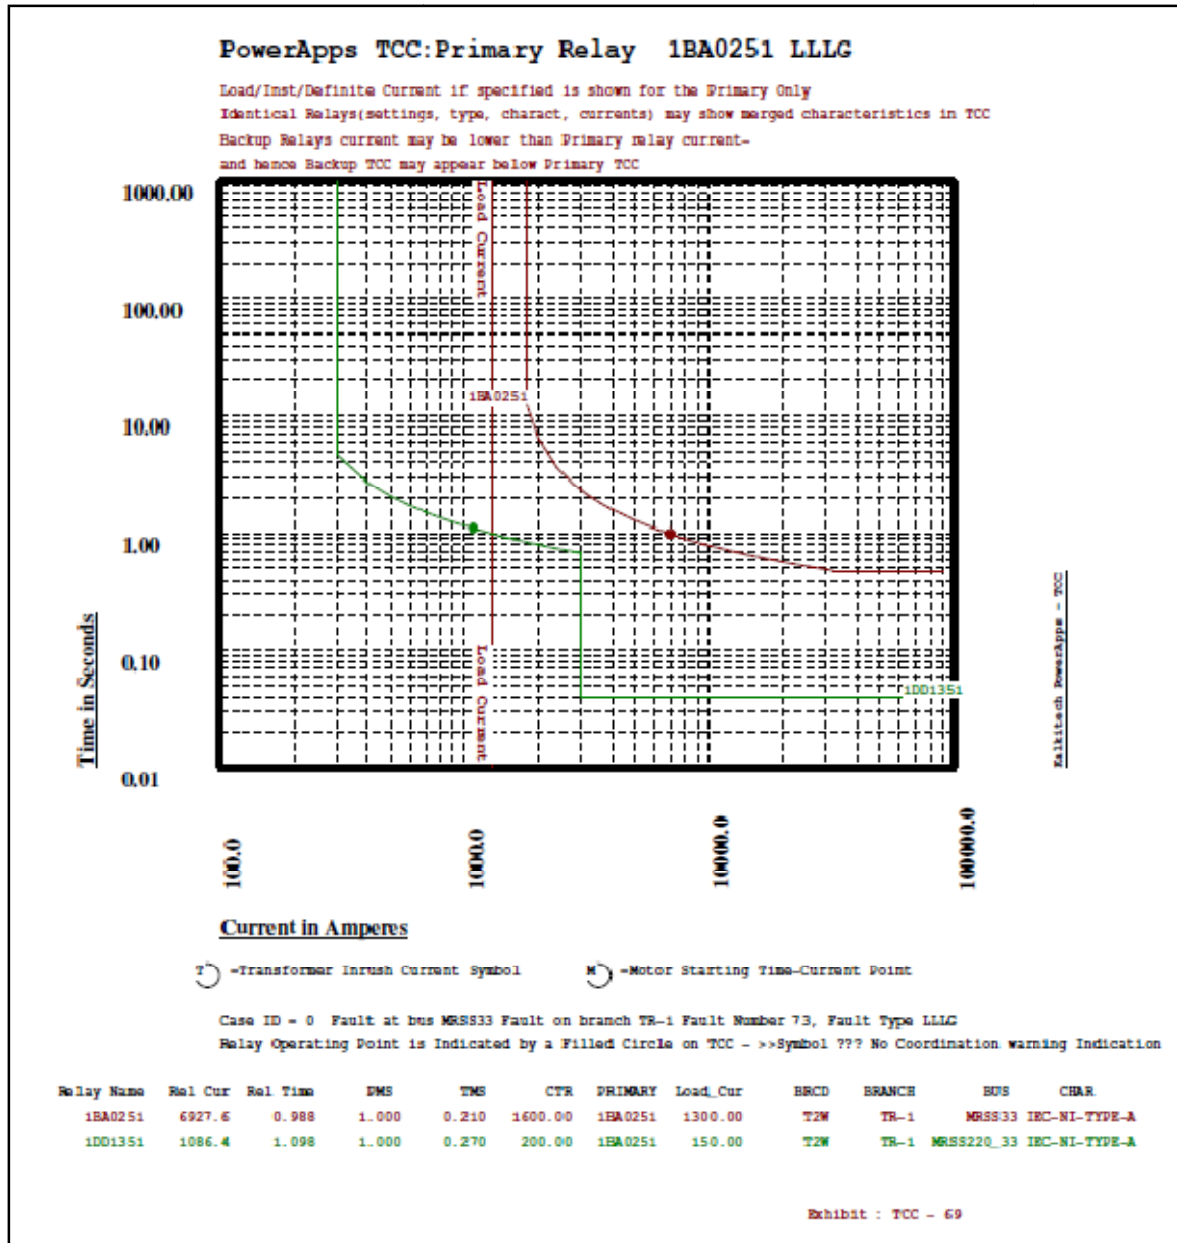 PowerApps TCC:Primary Relay 1BA0251 LLLG
Load/Inst/Definite Current if specified is shown for the Primary Only
Identical Relays(settings, type, charact, currents) may show merged characteristics in TCC
Backup Relays current may be lower than Primary relay current-
and hence Backup TCC may appear below Primary TCC
1000.00
100.00
10.00
1.00
0.10
0.01
Time in Seconds
Load Current
1BA0251
Load Current
1DD1351
Kalkitech PowerApps - TCC
100.0
1000.0
10000.0
100000.0
Current in Amperes
T =Transformer Inrush Current Symbol
M =Motor Starting Time-Current Point
Case ID = 0 Fault at bus MRSS33 Fault on branch TR-1 Fault Number 73, Fault Type LLLG
Relay Operating Point is Indicated by a Filled Circle on TCC - >>Symbol ??? No Coordination warning Indication
Relay Name Rel Cur Rel Time PMS TMS CTR PRIMARY Load_Cur BRCD BRANCH BUS CHAR
1BA0251 6927.6 0.988 1.000 0.210 1600.00 1BA0251 1300.00 T2W TR-1 MRSS33 IEC-NI-TYPE-A
1DD1351 1086.4 1.098 1.000 0.270 200.00 1BA0251 150.00 T2W TR-1 MRSS220_33 IEC-NI-TYPE-A
Exhibit : TCC - 69